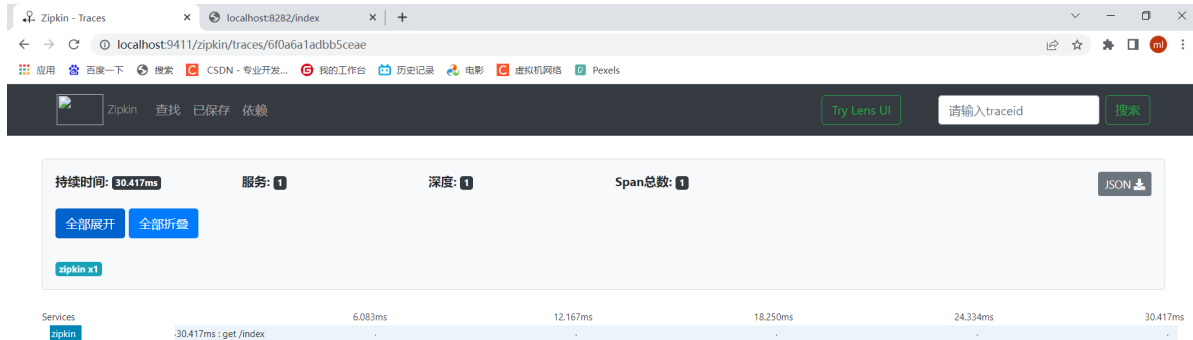 Zipkin - Traces localhost:8282/index
localhost:9411/zipkin/traces/6f0a6a1adbb5ceae ml
应用 百度一下 搜索 CSDN - 专业开发... 我的工作台 历史记录 电影 虚拟机网络 Pexels
Zipkin 查找 已保存 依赖 Try Lens UI 请输入traceid 搜索
持续时间: 30.417ms 服务: 1 深度: 1 Span总数: 1 JSON
全部展开 全部折叠
zipkin x1
Services 6.083ms 12.167ms 18.250ms 24.334ms 30.417ms
zipkin 30.417ms : get /index